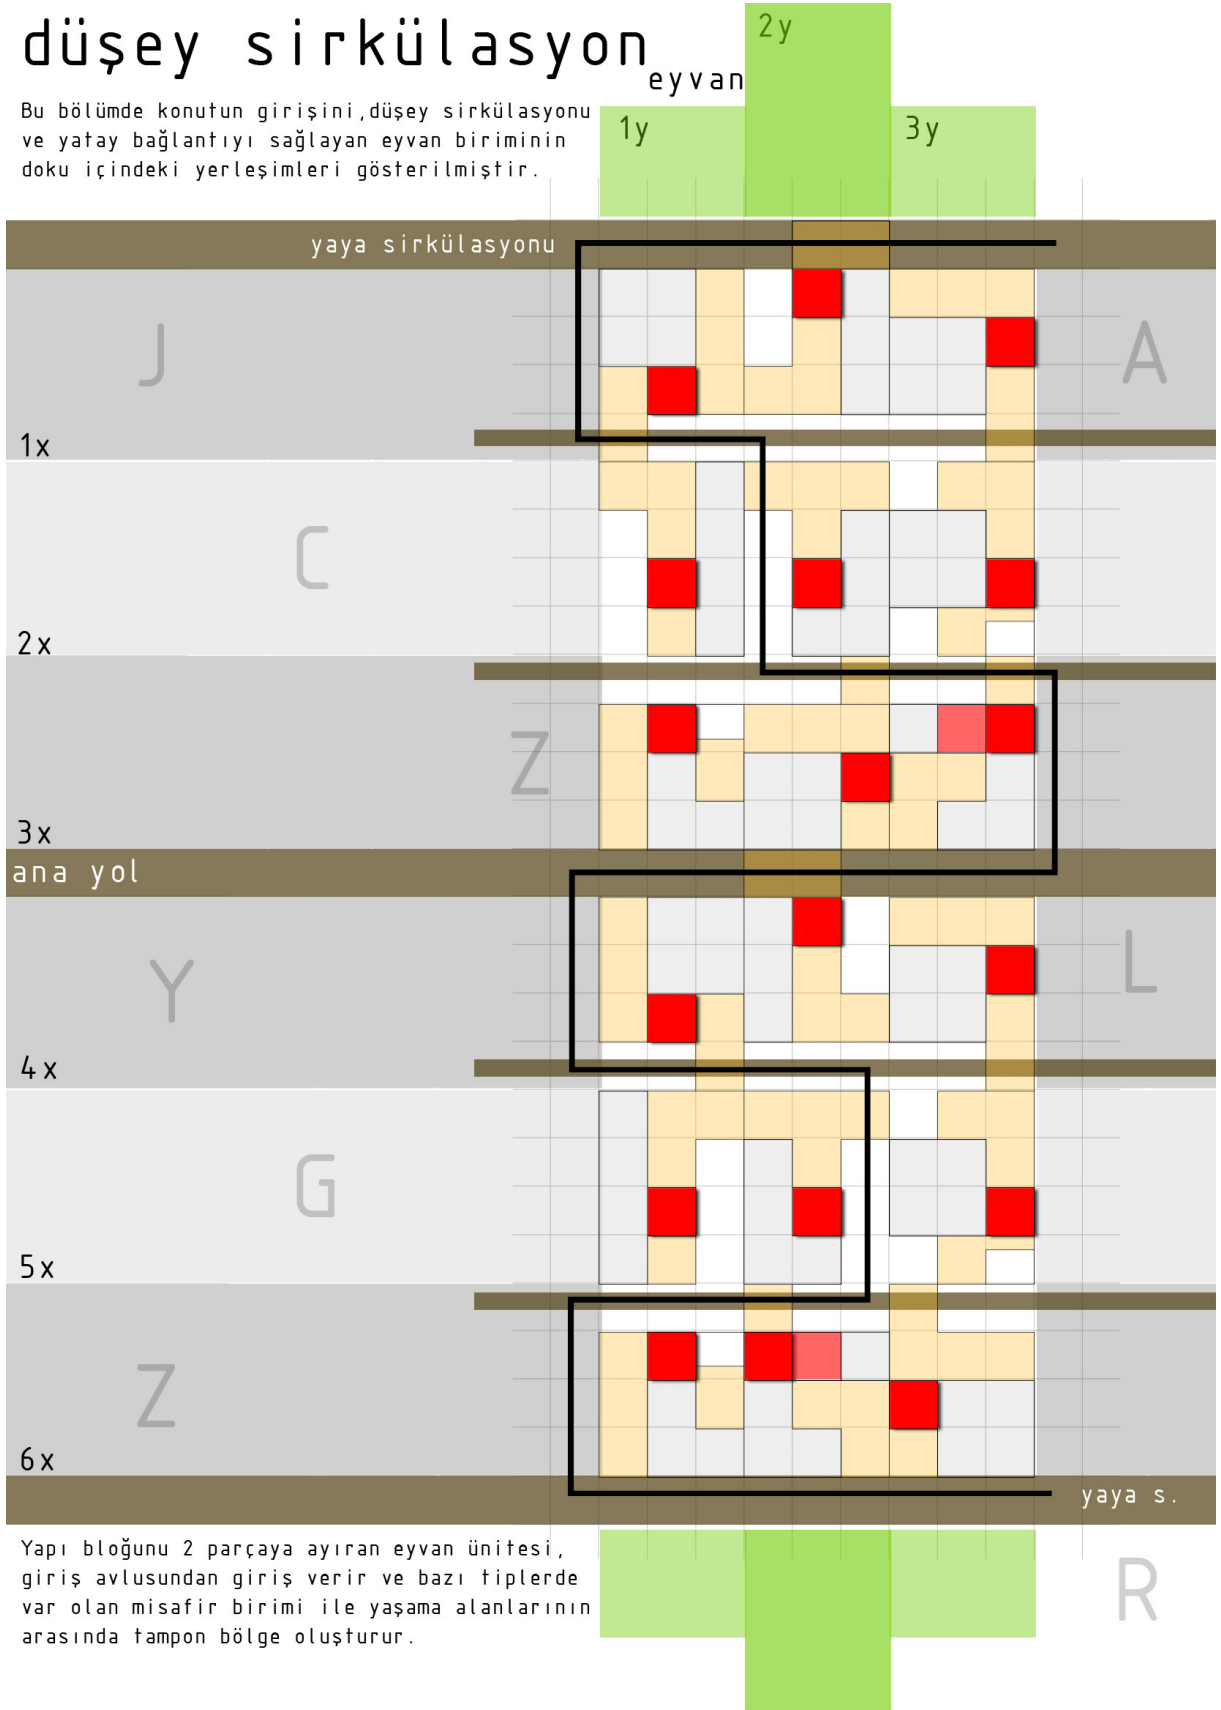 düşey sirkülasyon
eyvan
2y
Bu bölümde konutun girişini,düşey sirkülasyonu
ve yatay bağlantıyı sağlayan eyvan biriminin
doku içindeki yerleşimleri gösterilmiştir.
1y
3y
yaya sirkülasyonu
J
A
1x
C
2x
Z
3x
ana yol
Y
L
4x
G
5x
Z
6x
yaya s.
Yapı bloğunu 2 parçaya ayıran eyvan ünitesi,
giriş avlusundan giriş verir ve bazı tiplerde
var olan misafir birimi ile yaşama alanlarının
arasında tampon bölge oluşturur.
R